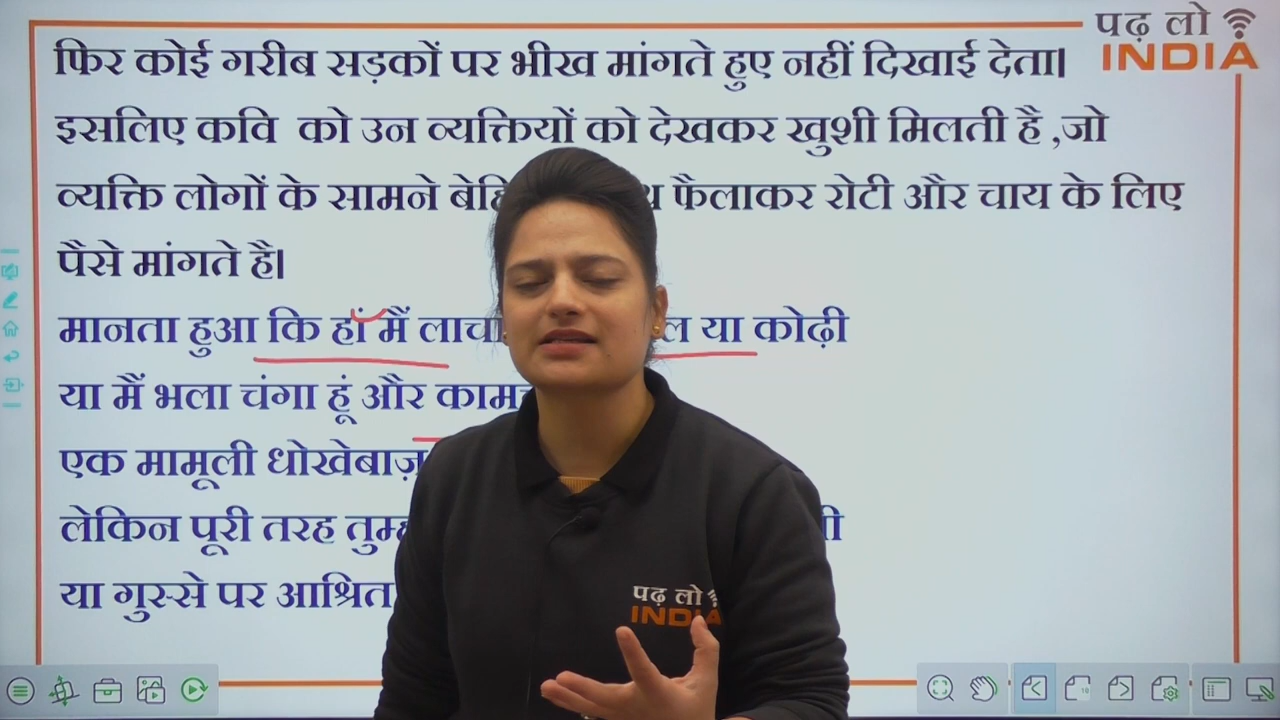 पढ़ लो
INDIA
फिर कोई गरीब सड़कों पर भीख मांगते हुए नहीं दिखाई देता।
इसलिए कवि को उन व्यक्तियों को देखकर खुशी मिलती है ,जो
व्यक्ति लोगों के सामने फैलाकर रोटी और चाय के लिए
पैसे मांगते है।
मानता हुआ कि हाँ मैं या कोढ़ी
या मैं भला चंगा हूं और
एक मामूली धोखेबाज़
लेकिन पूरी तरह
या गुस्से पर आश्रित
पढ़ लो
INDIA